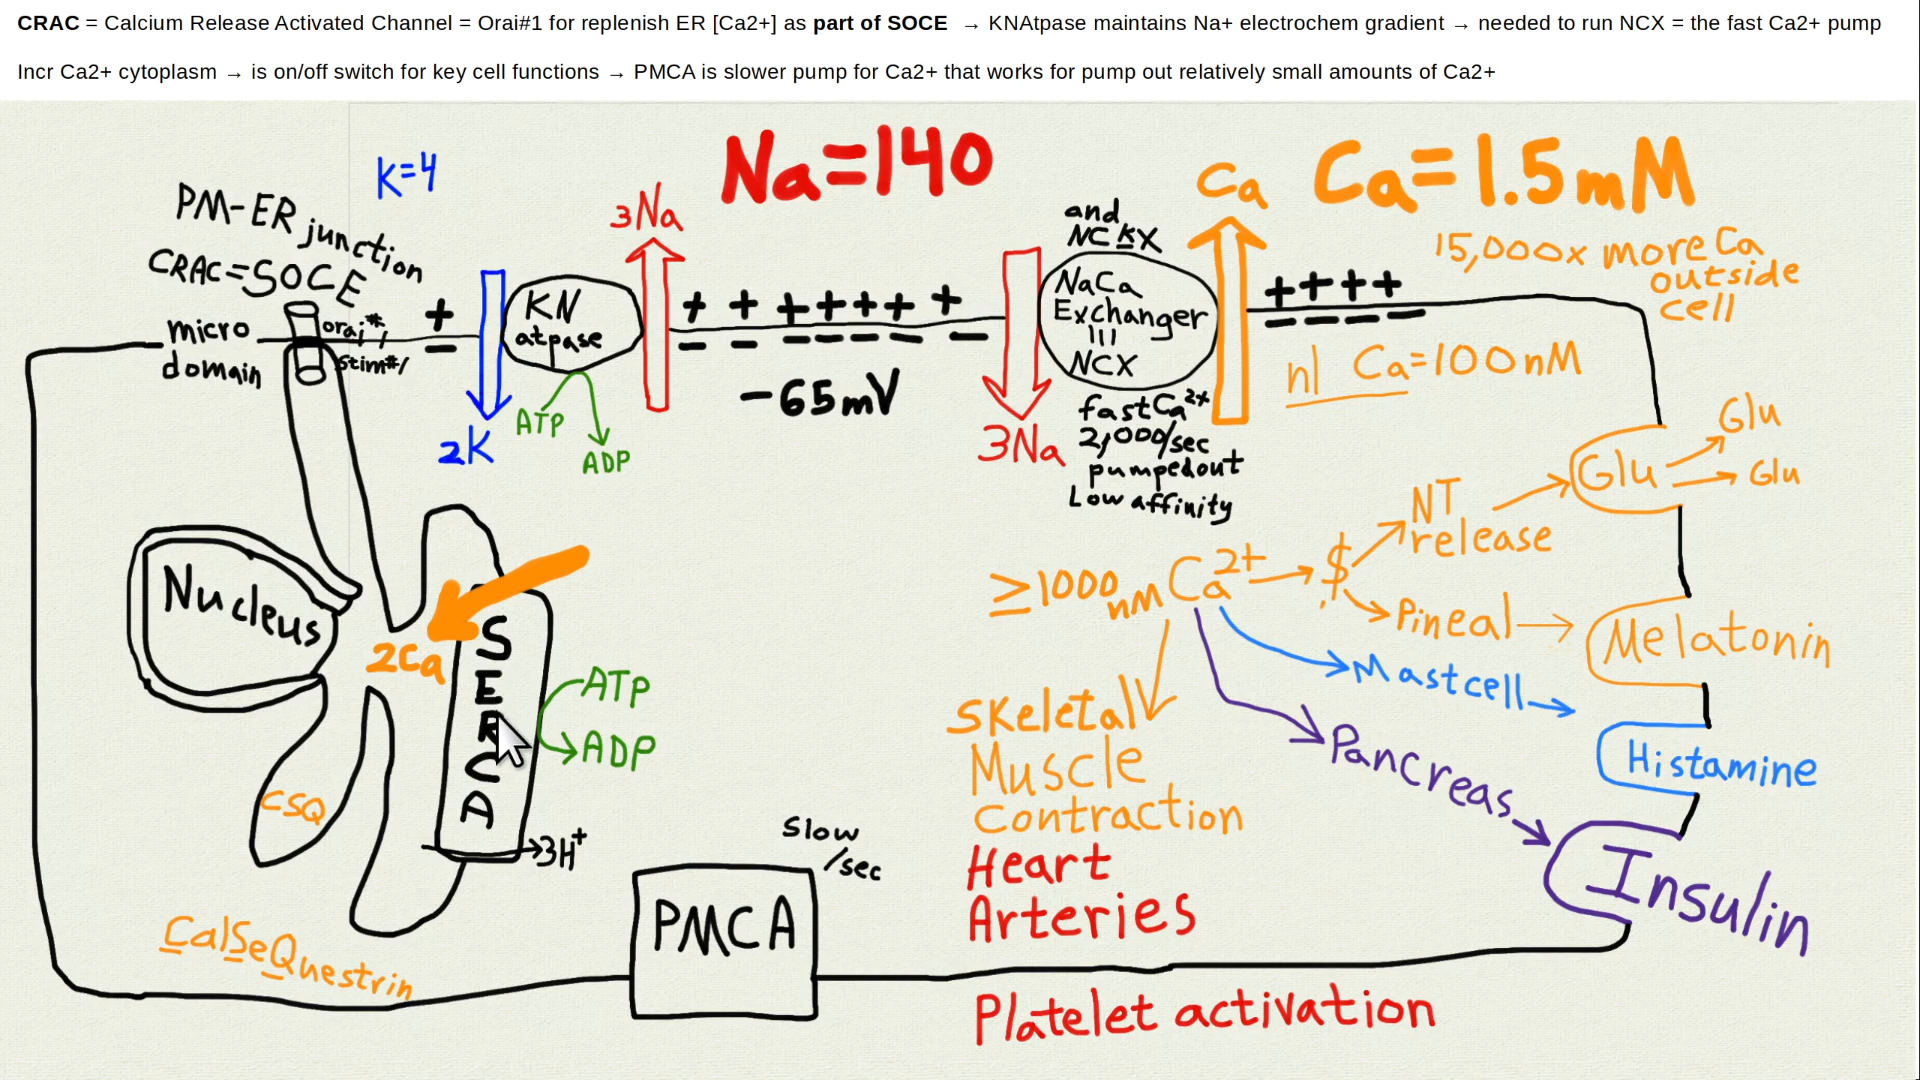 CRAC = Calcium Release Activated Channel = Orai#1 for replenish ER [Ca2+] as part of SOCE → KNAtpase maintains Na+ electrochem gradient → needed to run NCX = the fast Ca2+ pump
Incr Ca2+ cytoplasm → is on/off switch for key cell functions → PMCA is slower pump for Ca2+ that works for pump out relatively small amounts of Ca2+
K=4
Na=140
Ca
Ca=1.5mM
PM-ER junction
CRAC=SOCE
3Na
and
NCKX
15,000x more Ca
outside
cell
micro
domain
orai#1
Stim#1
+
−
KN
atpase
+ + + + + + +
− − − − − − −
-65mV
NaCa
Exchanger
NCX
+ + + +
− − − −
nl Ca=100nM
2K
ATP
ADP
3Na
fast Ca2+
2,000/sec
pumped out
Low affinity
Glu
Glu
Glu
NT
release
≥1000nM Ca2+ → $
Pineal →
Melatonin
Nucleus
2Ca
SERCA
ATP
ADP
Mast cell
Histamine
Skeletal
Muscle
Contraction
Pancreas
Insulin
CSQ
3H+
Slow
/sec
Heart
Arteries
PMCA
CalSeQuestrin
Platelet activation